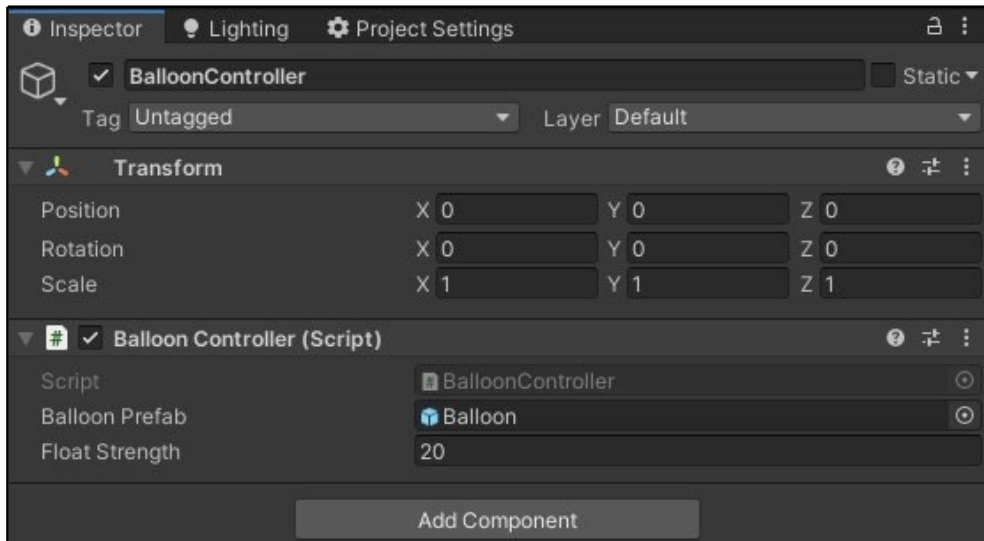 Inspector Lighting Project Settings
BalloonController Static
Tag Untagged Layer Default
Transform
Position X 0 Y 0 Z 0
Rotation X 0 Y 0 Z 0
Scale X 1 Y 1 Z 1
# Balloon Controller (Script)
Script # BalloonController
Balloon Prefab Balloon
Float Strength 20
Add Component